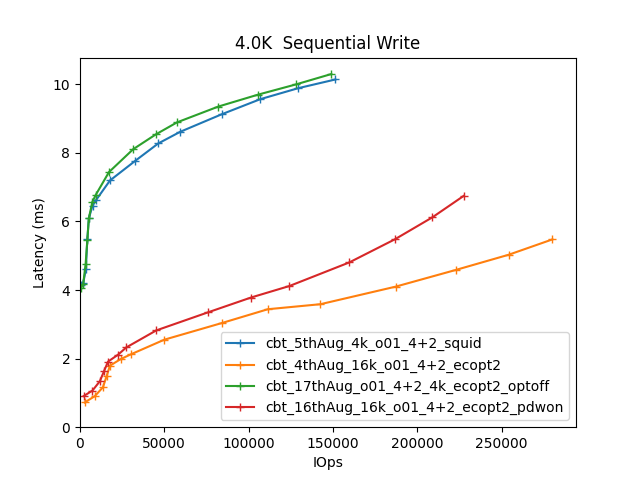 4.0K  Sequential Write
Latency (ms)
10
8
6
4
2
0
0 50000 100000 150000 200000 250000
IOps
cbt_5thAug_4k_o01_4+2_squid
cbt_4thAug_16k_o01_4+2_ecopt2
cbt_17thAug_o01_4+2_4k_ecopt2_optoff
cbt_16thAug_16k_o01_4+2_ecopt2_pdwon